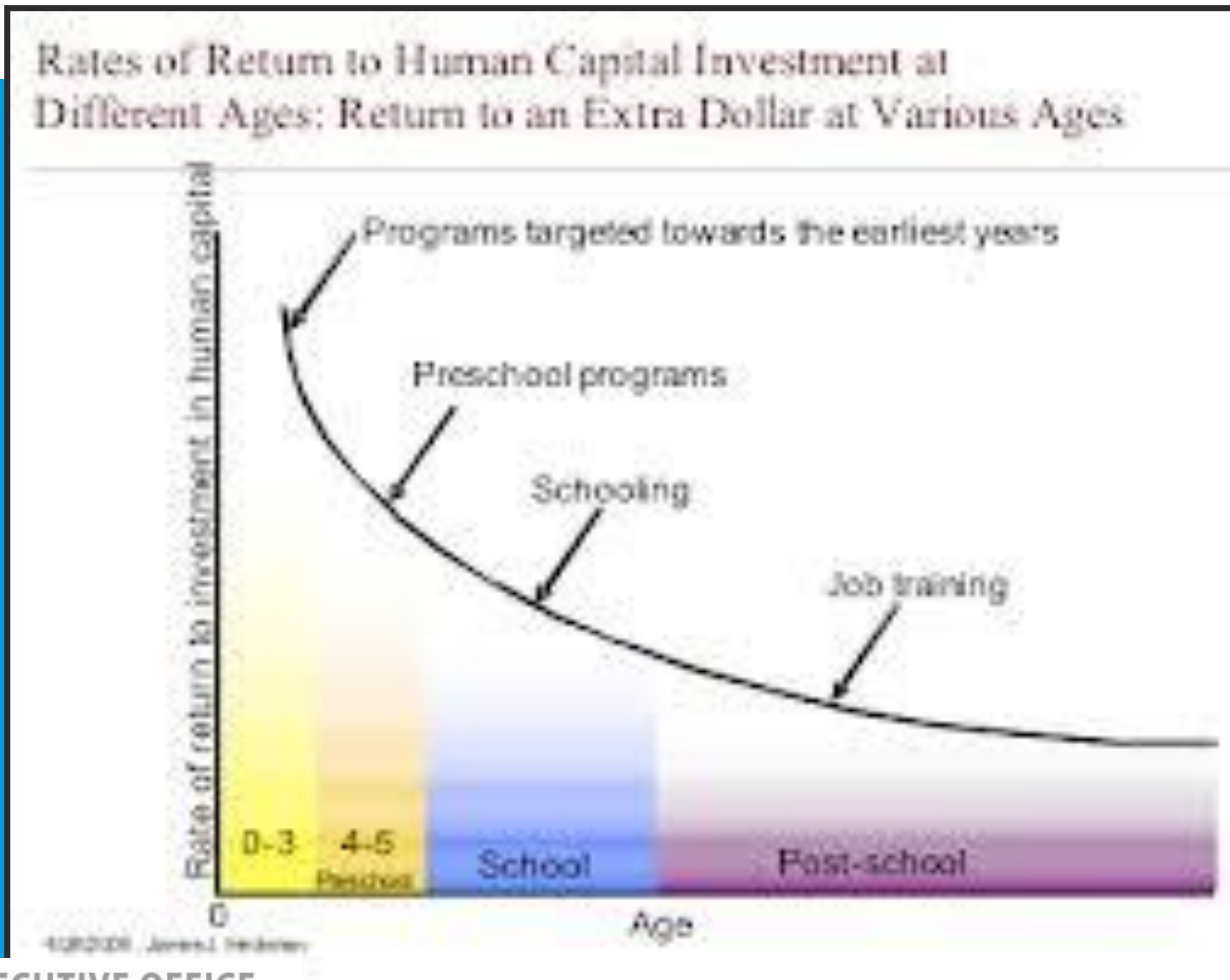 Rates of Return to Human Capital Investment at
Different Ages: Return to an Extra Dollar at Various Ages
Rate of return to investment in human capital
Programs targeted towards the earliest years
Preschool programs
Schooling
Job training
0-3
4-5
Preschool
School
Post-school
0
Age
James J. Heckman
EXECUTIVE OFFICE